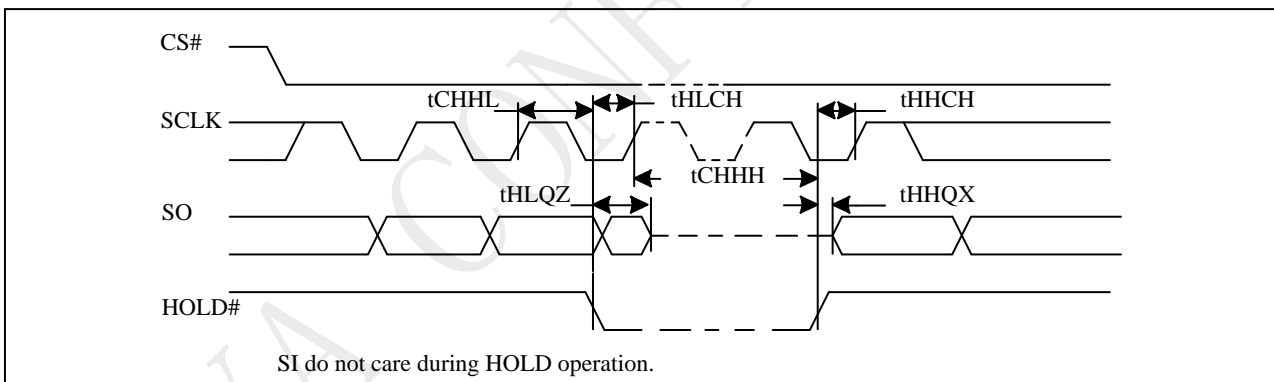 CS#
tCHHL
tHLCH
tHHCH
SCLK
tCHHH
tHLQZ
tHHQX
SO
HOLD#
SI do not care during HOLD operation.